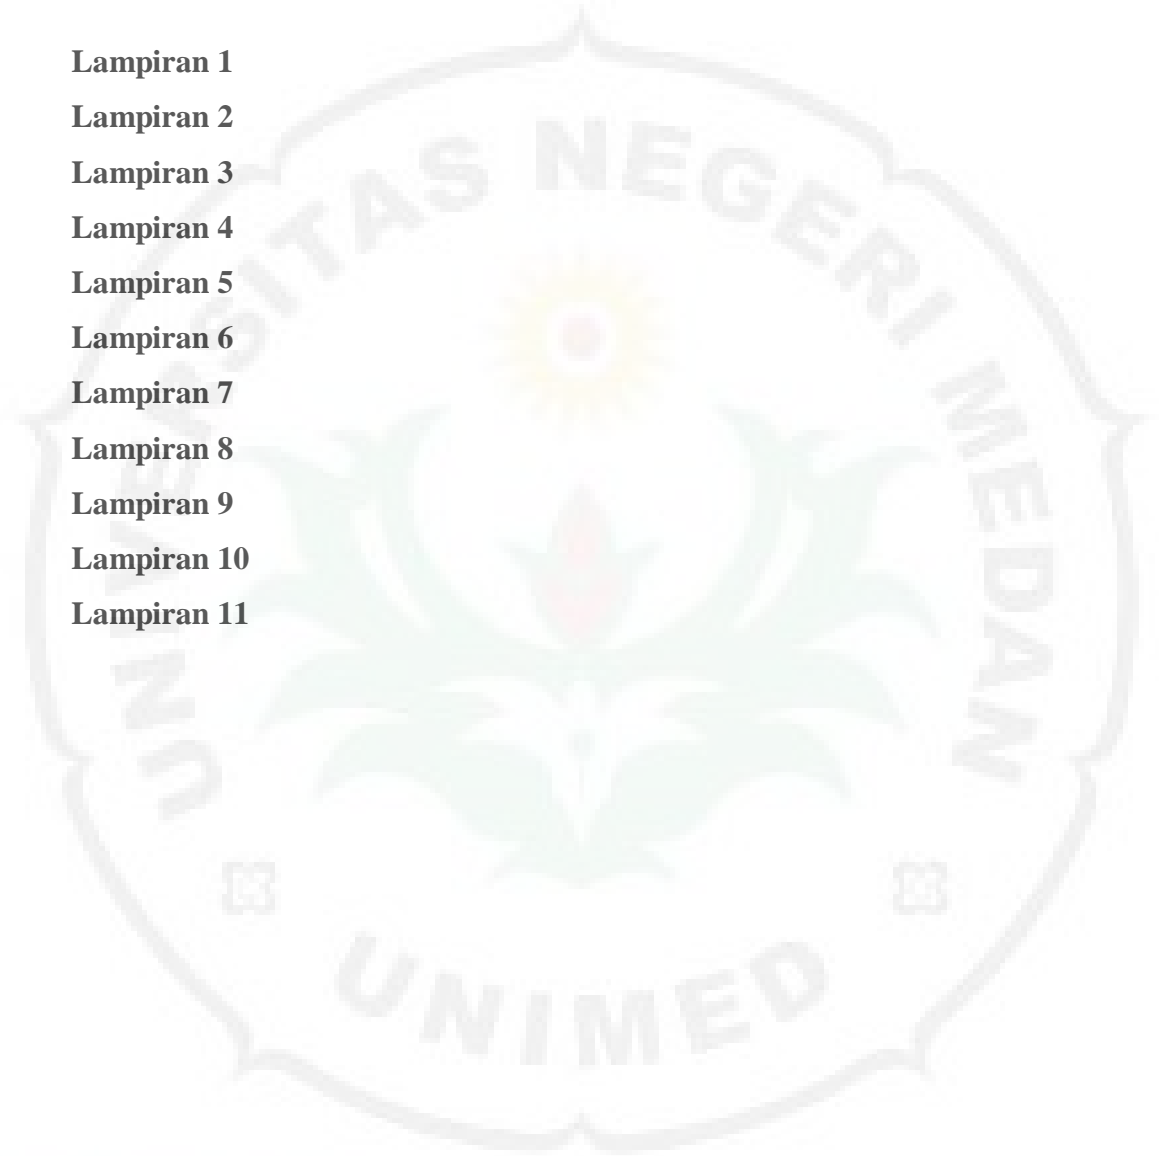 Lampiran 1
Lampiran 2
Lampiran 3
Lampiran 4
Lampiran 5
Lampiran 6
Lampiran 7
Lampiran 8
Lampiran 9
Lampiran 10
Lampiran 11
UNIVERSITAS NEGERI MEDAN
UNIMED